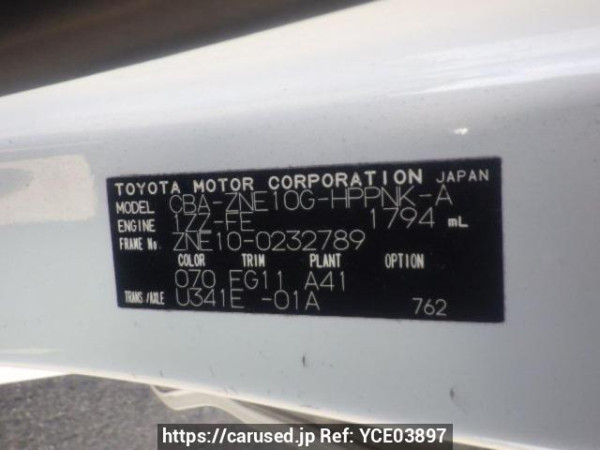 TOYOTA MOTOR CORPORATION JAPAN
MODEL CBA-ZNE10G-HPPNK-A
ENGINE 1ZZ-FE 1794 mL
FRAME No. ZNE10-0232789
COLOR TRIM PLANT OPTION
070 FG11 A41
TRANS/AXLE U341E -01A 762
https://carused.jp Ref: YCE03897